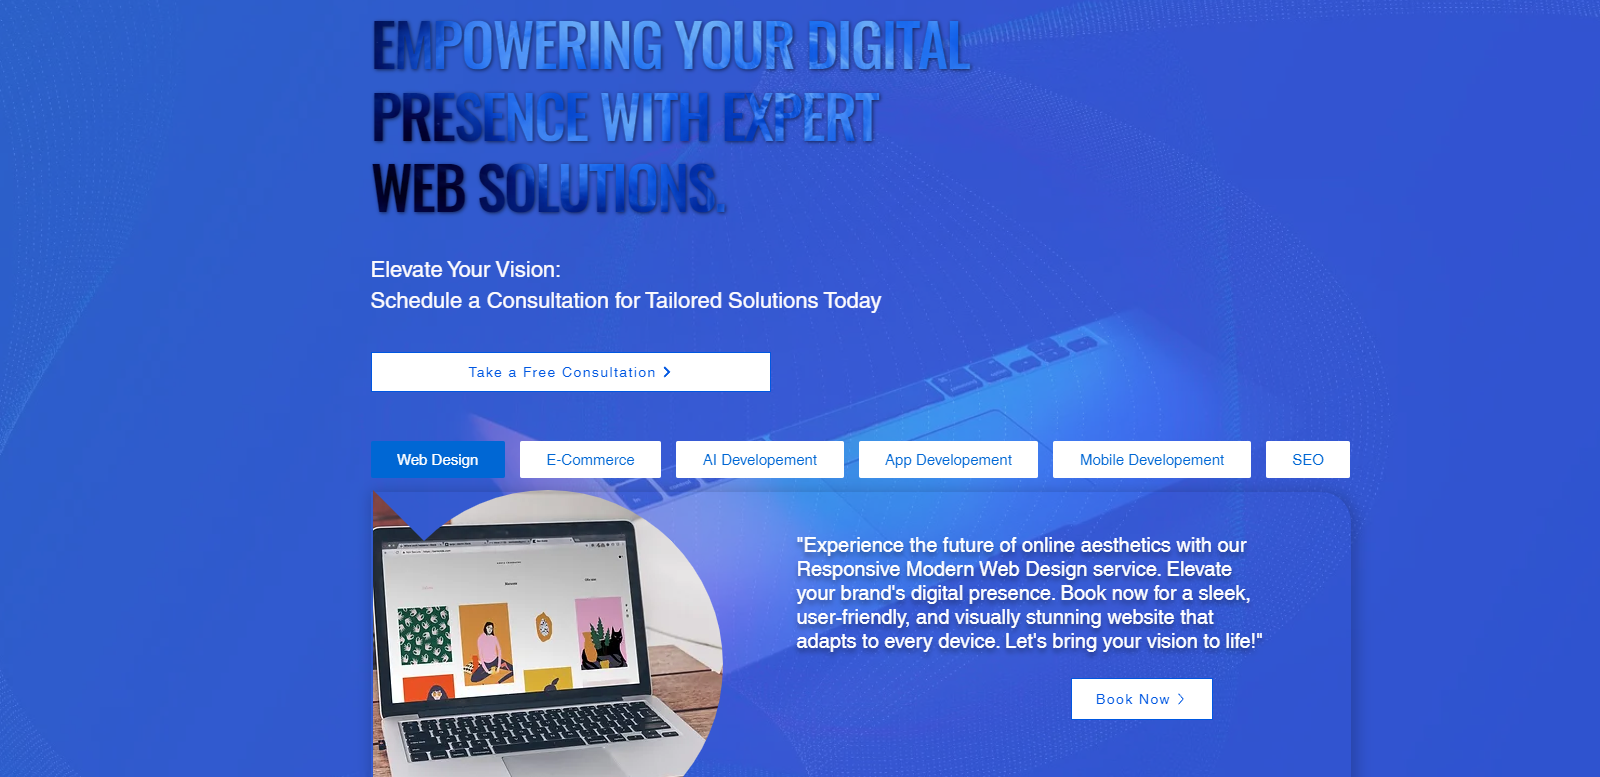 EMPOWERING YOUR DIGITAL
PRESENCE WITH EXPERT
WEB SOLUTIONS.
Elevate Your Vision:
Schedule a Consultation for Tailored Solutions Today
Take a Free Consultation
Web Design
E-Commerce
AI Developement
App Developement
Mobile Developement
SEO
"Experience the future of online aesthetics with our
Responsive Modern Web Design service. Elevate
your brand's digital presence. Book now for a sleek,
user-friendly, and visually stunning website that
adapts to every device. Let's bring your vision to life!"
Book Now